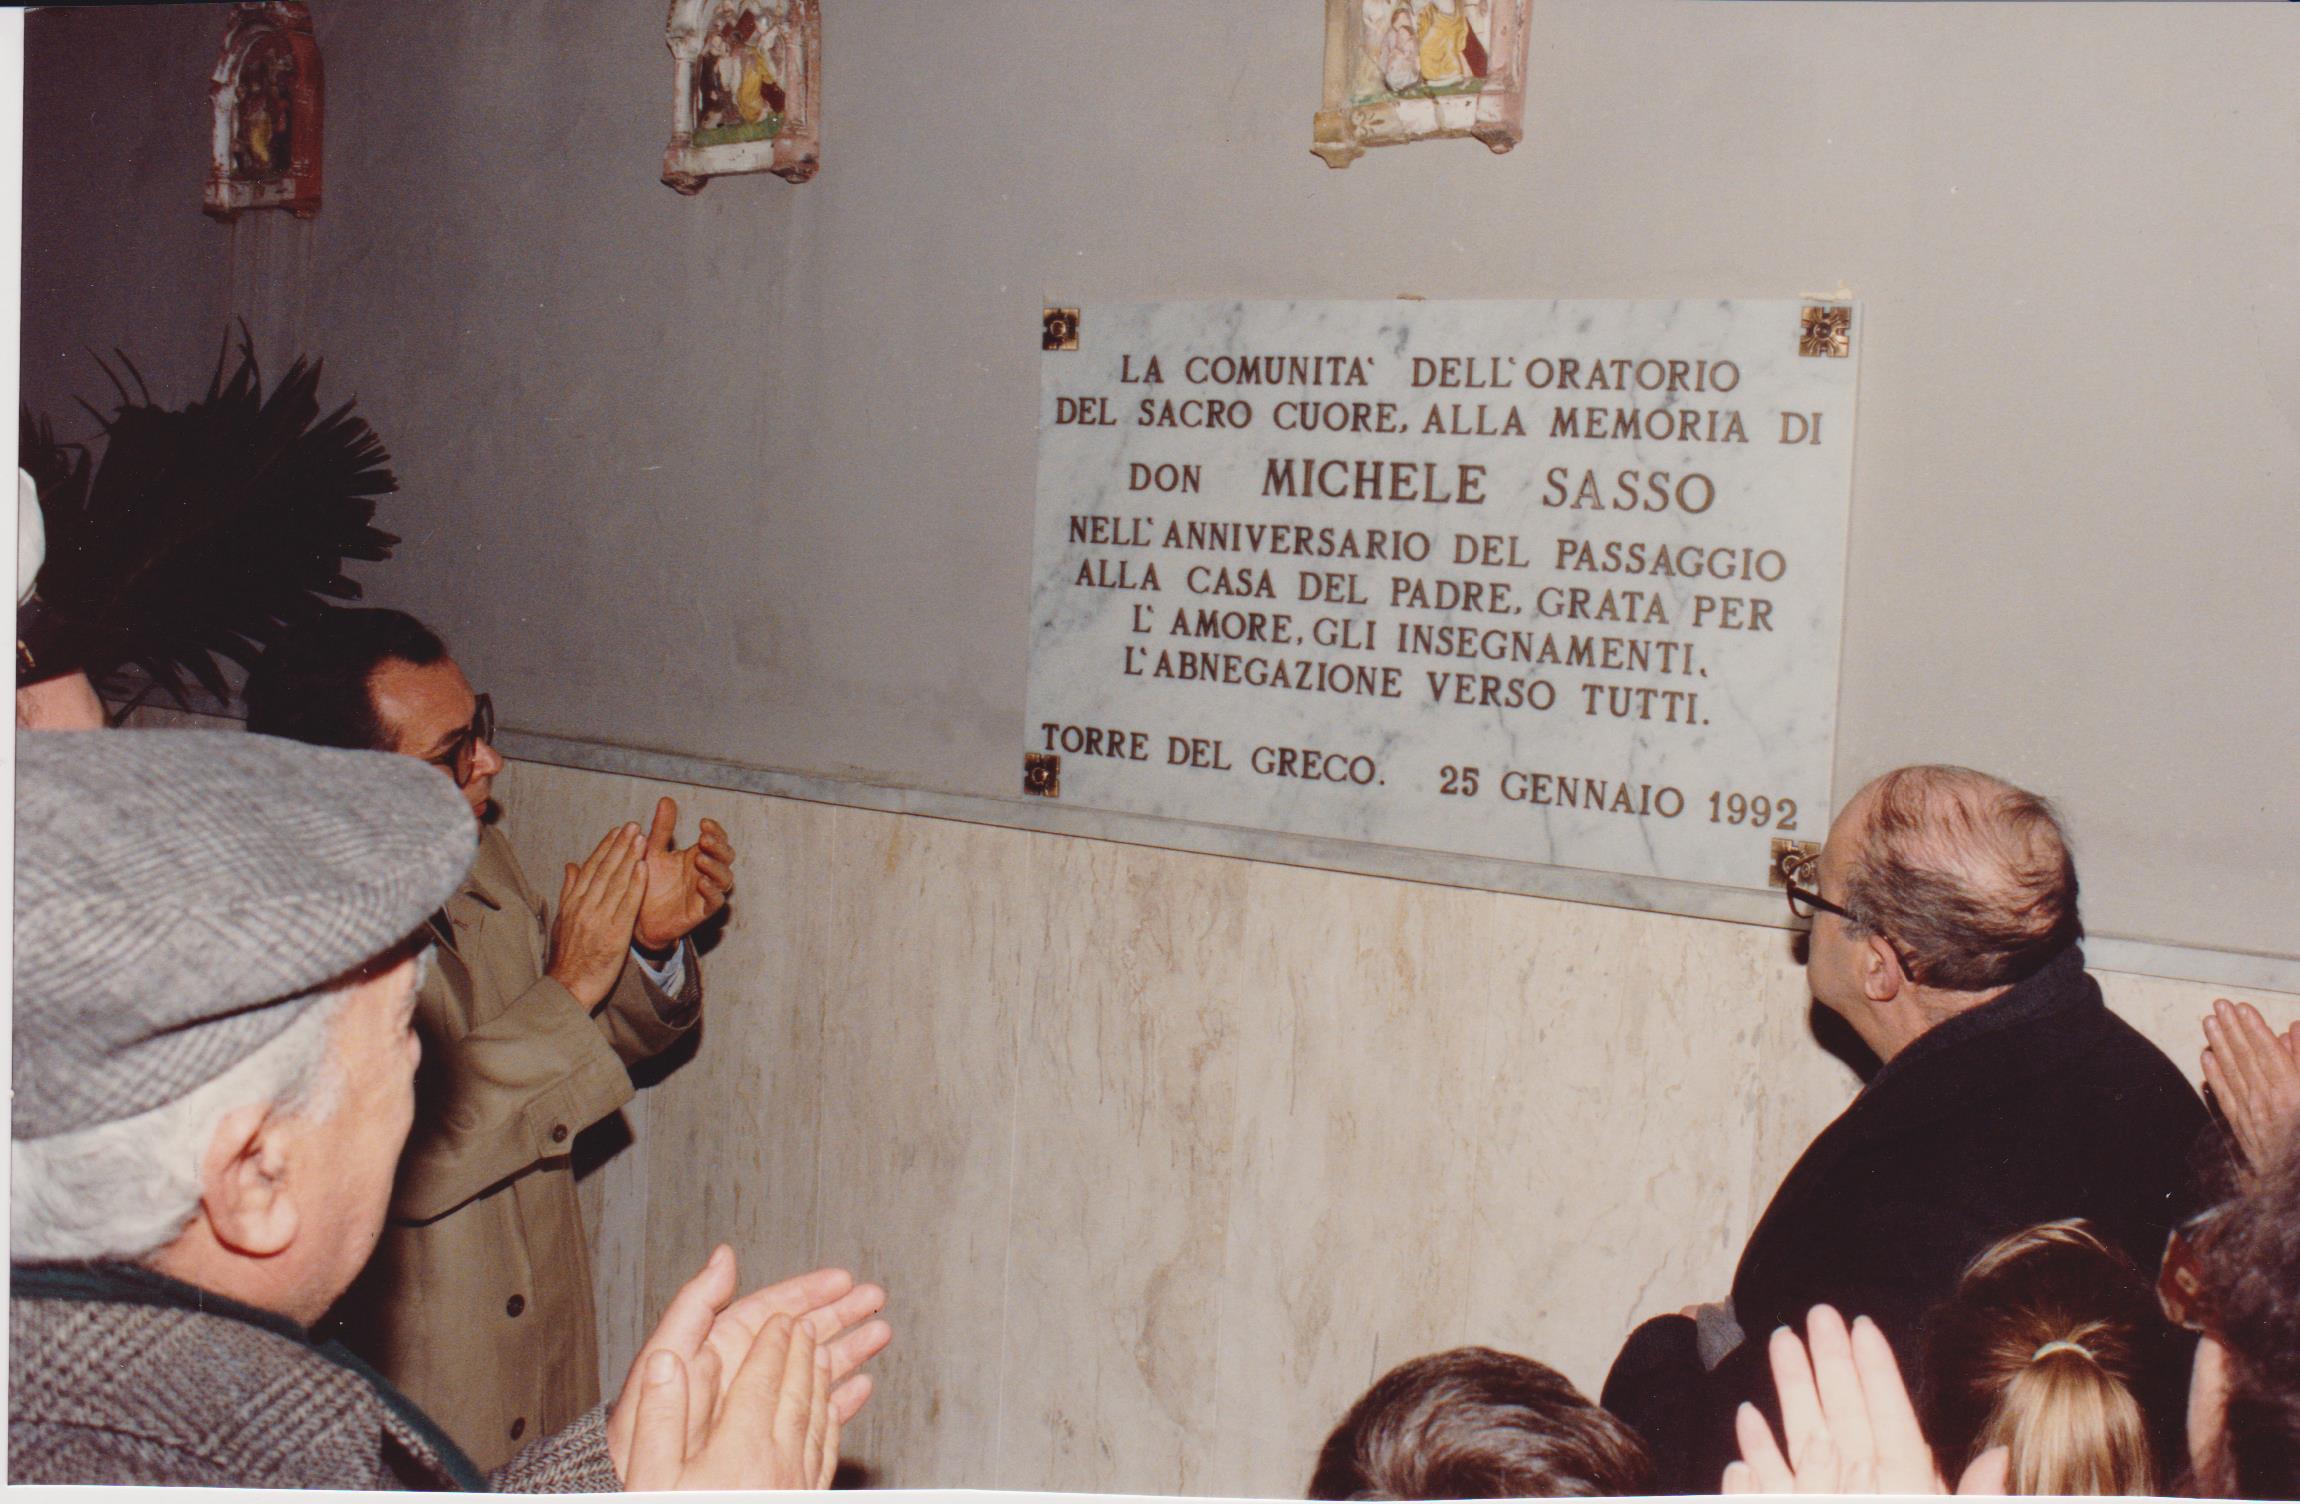 LA COMUNITA` DELL`ORATORIO
DEL SACRO CUORE, ALLA MEMORIA DI
DON MICHELE SASSO
NELL`ANNIVERSARIO DEL PASSAGGIO
ALLA CASA DEL PADRE, GRATA PER
L` AMORE, GLI INSEGNAMENTI,
L`ABNEGAZIONE VERSO TUTTI.
TORRE DEL GRECO. 25 GENNAIO 1992